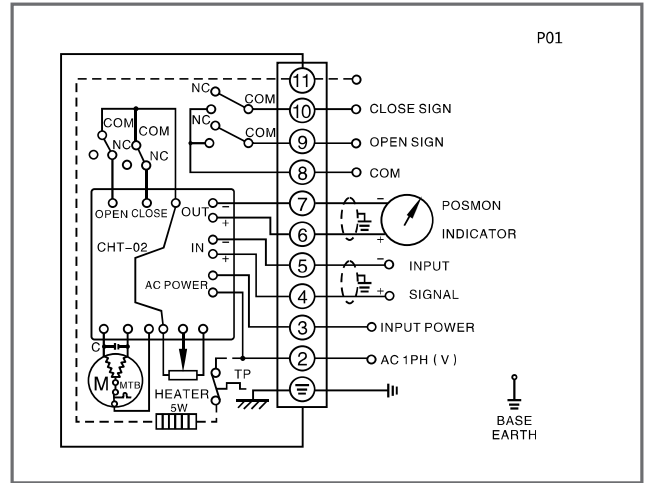 P01
11
NC
COM
10
CLOSE SIGN
NC
COM
9
OPEN SIGN
8
COM
COM
COM
NC
NC
OPEN CLOSE
OUT
-
+
7
-
POSMON
6
+
INDICATOR
CHT-02
IN
-
+
5
-
INPUT
4
+
SIGNAL
AC POWER
3
INPUT POWER
2
AC 1PH ( V )
C
M
MTB
HEATER
5W
TP
BASE
EARTH